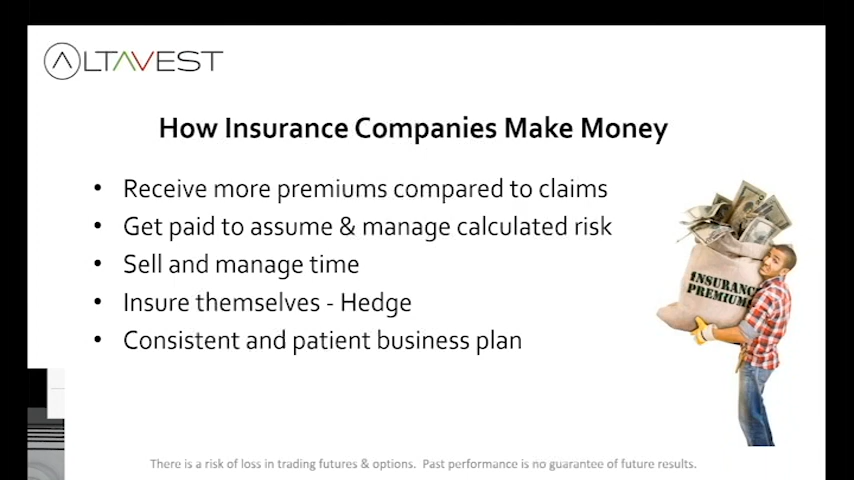 ALTAVEST
How Insurance Companies Make Money
• Receive more premiums compared to claims
• Get paid to assume & manage calculated risk
• Sell and manage time
• Insure themselves - Hedge
• Consistent and patient business plan
INSURANCE
PREMIUMS
There is a risk of loss in trading futures & options. Past performance is no guarantee of future results.